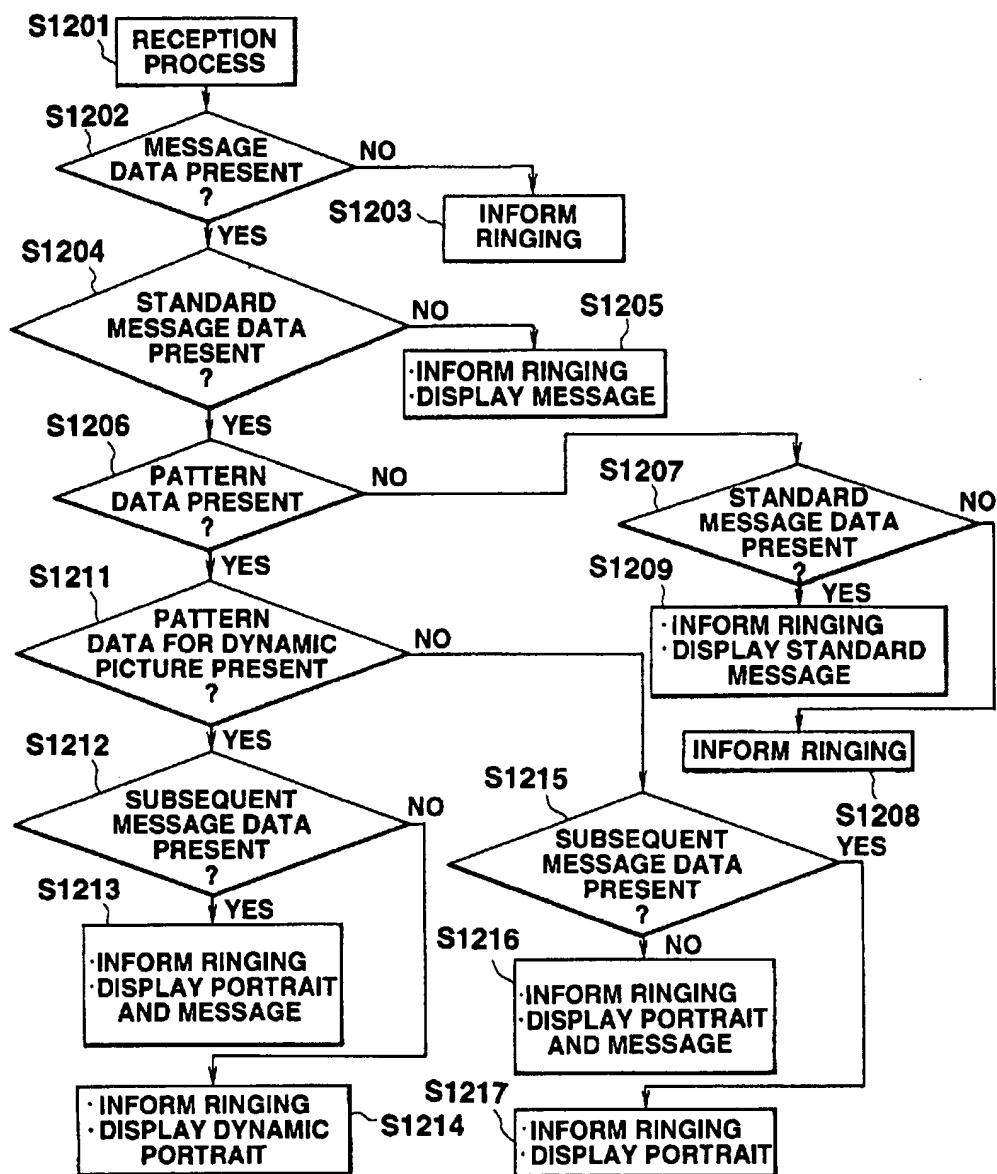 S1201
RECEPTION
PROCESS
S1202
MESSAGE
DATA PRESENT
?
NO
YES
S1203
INFORM
RINGING
S1204
STANDARD
MESSAGE DATA
PRESENT
?
NO
YES
S1205
·INFORM RINGING
·DISPLAY MESSAGE
S1206
PATTERN
DATA PRESENT
?
NO
YES
S1207
STANDARD
MESSAGE DATA
PRESENT
?
NO
YES
S1209
·INFORM RINGING
·DISPLAY STANDARD
MESSAGE
INFORM RINGING
S1208
S1211
PATTERN
DATA FOR DYNAMIC
PICTURE PRESENT
?
NO
YES
S1212
SUBSEQUENT
MESSAGE DATA
PRESENT
?
NO
YES
S1213
·INFORM RINGING
·DISPLAY PORTRAIT
AND MESSAGE
·INFORM RINGING
·DISPLAY DYNAMIC
PORTRAIT
S1214
S1215
SUBSEQUENT
MESSAGE DATA
PRESENT
?
YES
NO
S1216
·INFORM RINGING
·DISPLAY PORTRAIT
AND MESSAGE
S1217
·INFORM RINGING
·DISPLAY PORTRAIT